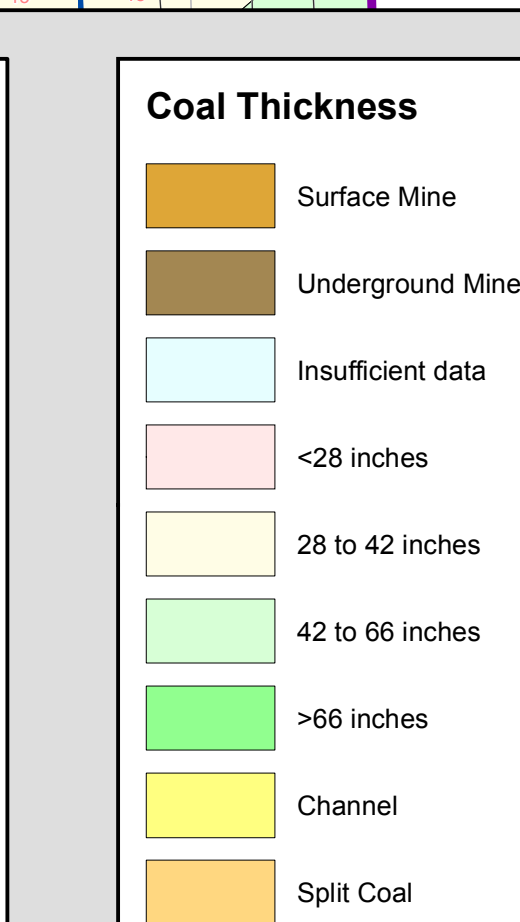 Coal Thickness
Surface Mine
Underground Mine
Insufficient data
<28 inches
28 to 42 inches
42 to 66 inches
>66 inches
Channel
Split Coal